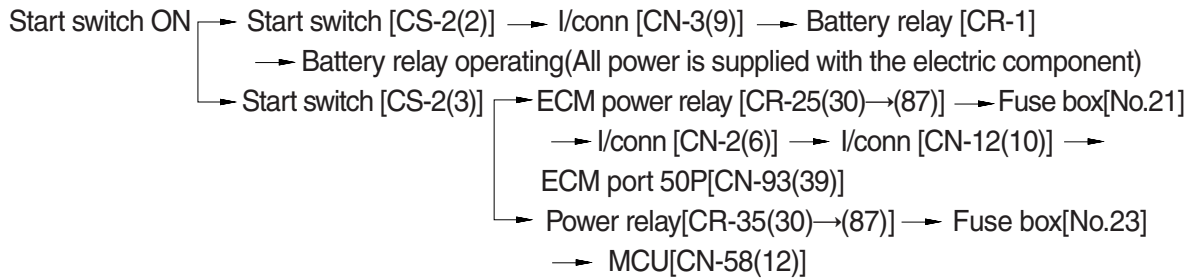 Start switch ON → Start switch [CS-2(2)] → I/conn [CN-3(9)] → Battery relay [CR-1]
→ Battery relay operating(All power is supplied with the electric component)
→ Start switch [CS-2(3)] → ECM power relay [CR-25(30)→(87)] → Fuse box[No.21]
→ I/conn [CN-2(6)] → I/conn [CN-12(10)] →
ECM port 50P[CN-93(39)]
→ Power relay[CR-35(30)→(87)] → Fuse box[No.23]
→ MCU[CN-58(12)]